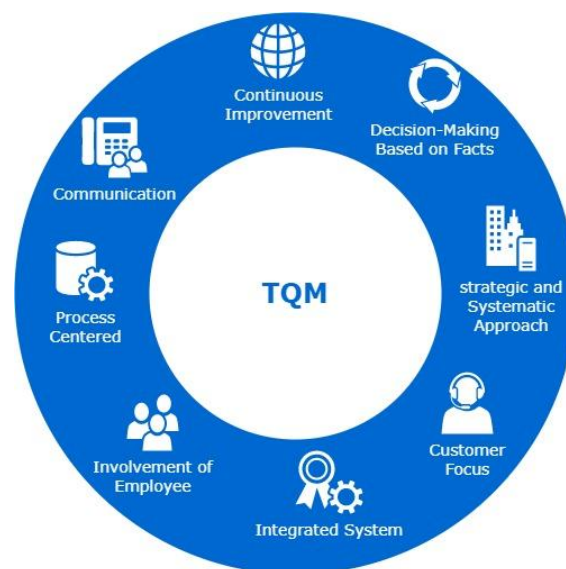 Continuous
Improvement
Decision-Making
Based on Facts
strategic and
Systematic
Approach
Customer
Focus
Integrated System
Involvement of
Employee
Process
Centered
Communication
TQM